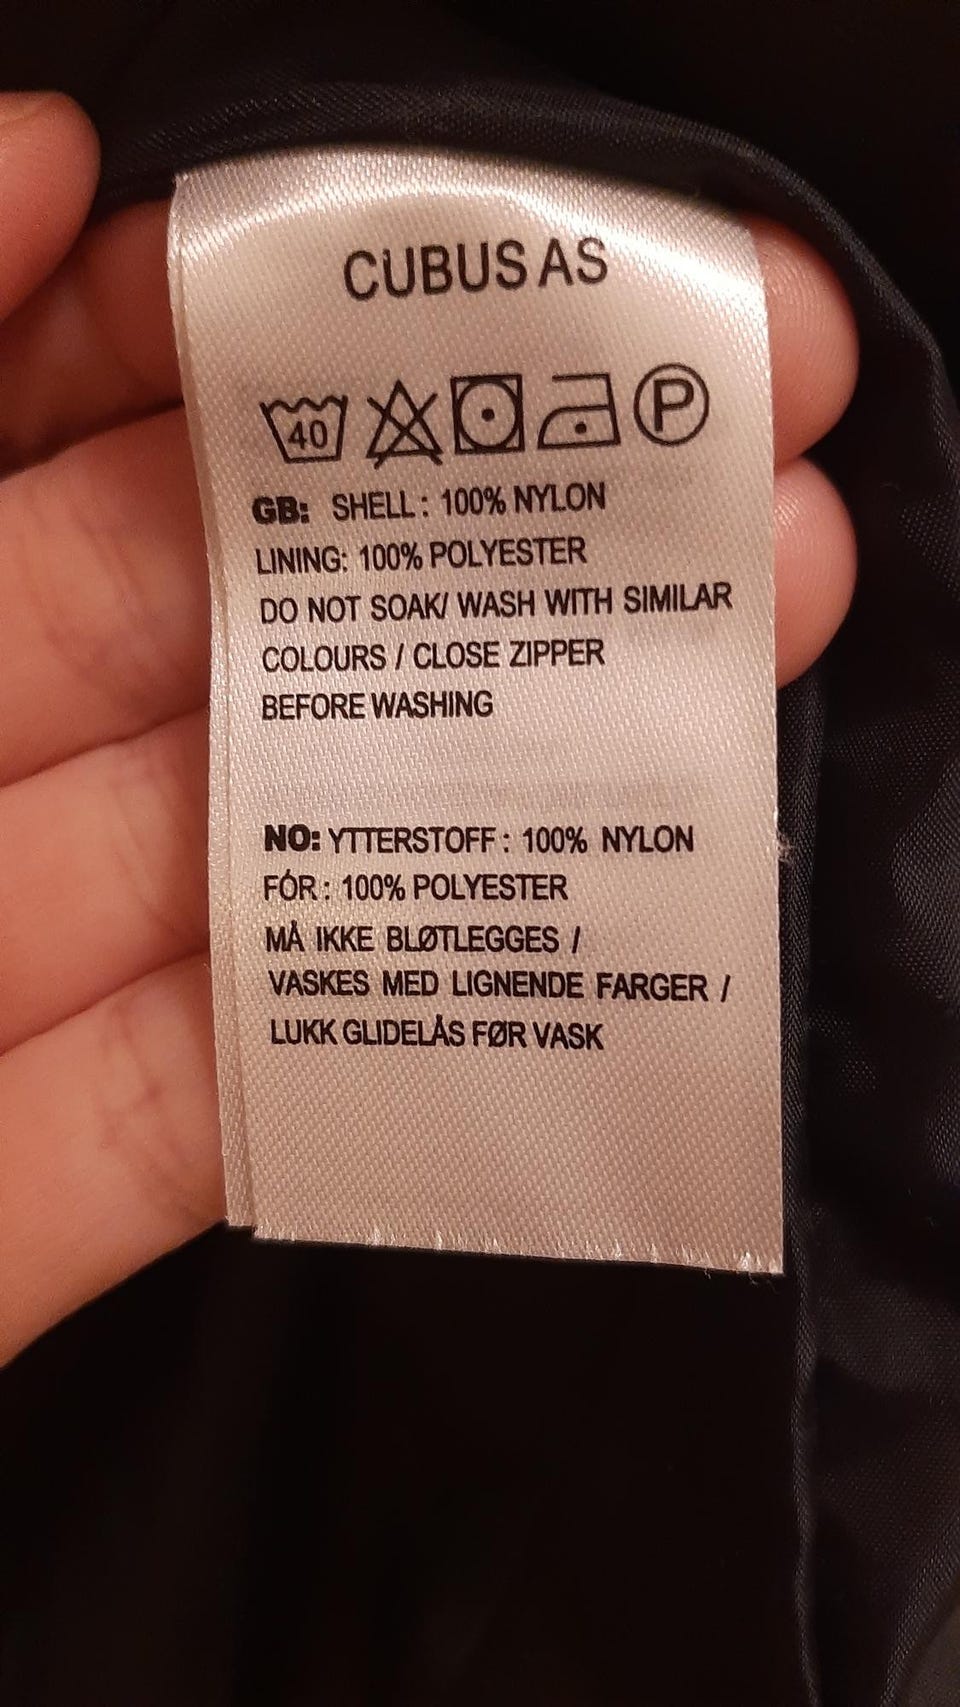 CUBUS AS
40 P
GB: SHELL: 100% NYLON
LINING: 100% POLYESTER
DO NOT SOAK/ WASH WITH SIMILAR
COLOURS / CLOSE ZIPPER
BEFORE WASHING
NO: YTTERSTOFF: 100% NYLON
FÓR: 100% POLYESTER
MÅ IKKE BLØTLEGGES /
VASKES MED LIGNENDE FARGER /
LUKK GLIDELÅS FØR VASK